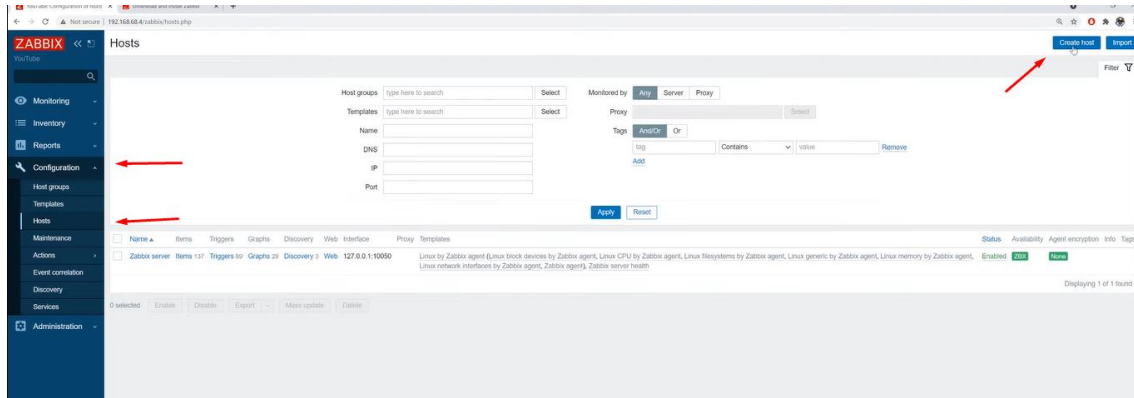 YouTube: Configuration of hosts
Download and install Zabbix
Not secure 192.168.68.4/zabbix/hosts.php
ZABBIX
YouTube
Monitoring
Inventory
Reports
Configuration
Host groups
Templates
Hosts
Maintenance
Actions
Event correlation
Discovery
Services
Administration
Hosts
Create host Import
Filter
Host groups type here to search Select Monitored by Any Server Proxy
Templates type here to search Select Proxy Select
Name Tags And/Or Or
DNS tag Contains value Remove
IP Add
Port
Apply Reset
Name Items Triggers Graphs Discovery Web Interface Proxy Templates Status Availability Agent encryption Info Tags
Zabbix server Items 137 Triggers Graphs Discovery 3 Web 127.0.0.1:10050 Linux by Zabbix agent (Linux block devices by Zabbix agent, Linux CPU by Zabbix agent, Linux filesystems by Zabbix agent, Linux generic by Zabbix agent, Linux memory by Zabbix agent, Enabled ZBX None
Linux network interfaces by Zabbix agent, Zabbix agent), Zabbix server health
Displaying 1 of 1 found
0 selected Enable Disable Export Mass update Delete